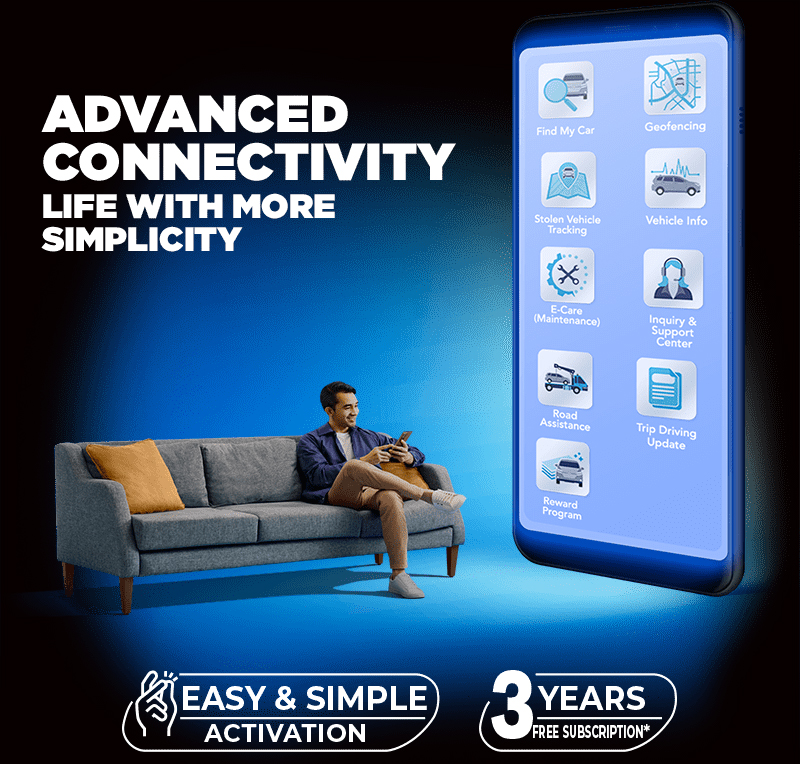 ADVANCED
CONNECTIVITY
LIFE WITH MORE
SIMPLICITY
Find My Car
Geofencing
Stolen Vehicle
Tracking
Vehicle Info
E-Care
(Maintenance)
Inquiry &
Support
Center
Road
Assistance
Trip Driving
Update
Reward
Program
EASY & SIMPLE
ACTIVATION
3 YEARS
FREE SUBSCRIPTION*